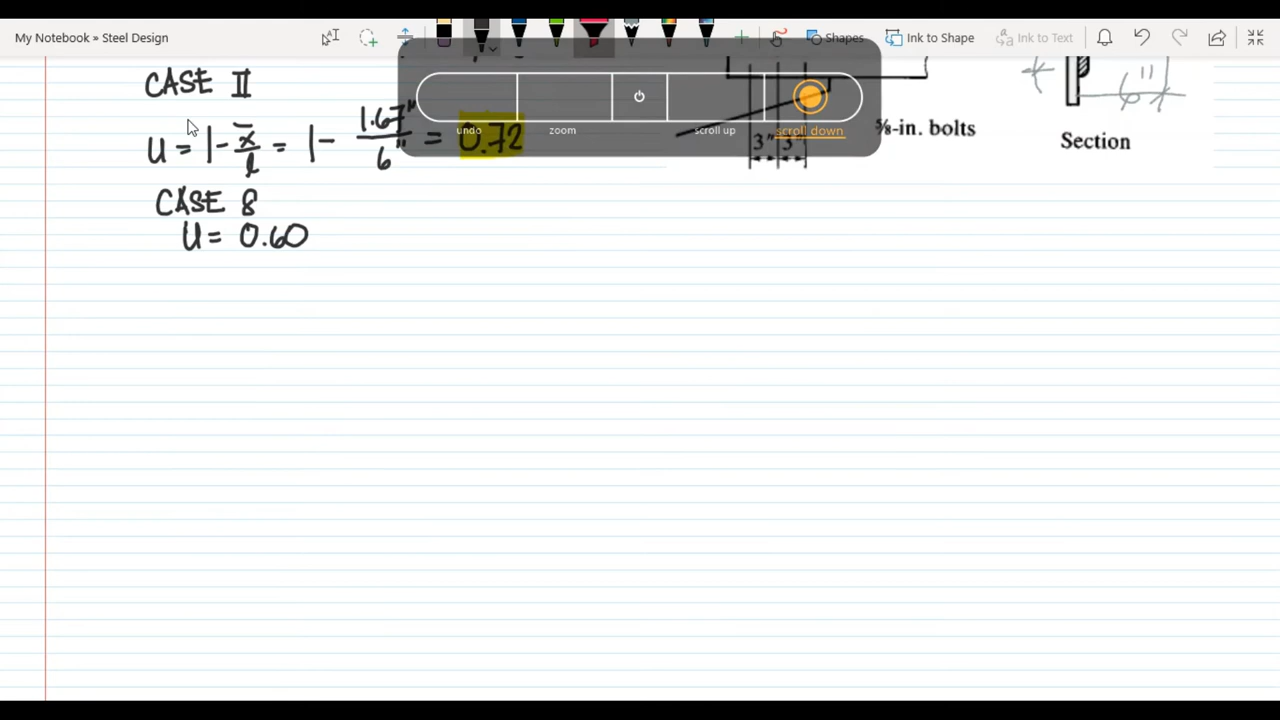 My Notebook » Steel Design
Shapes
Ink to Shape
Ink to Text
undo
zoom
scroll up
scroll down
CASE II
U = 1 - x̄/l = 1 - 1.67"/6" = 0.72
CASE 8
U = 0.60
3" 3"
⅝-in. bolts
6"
Section